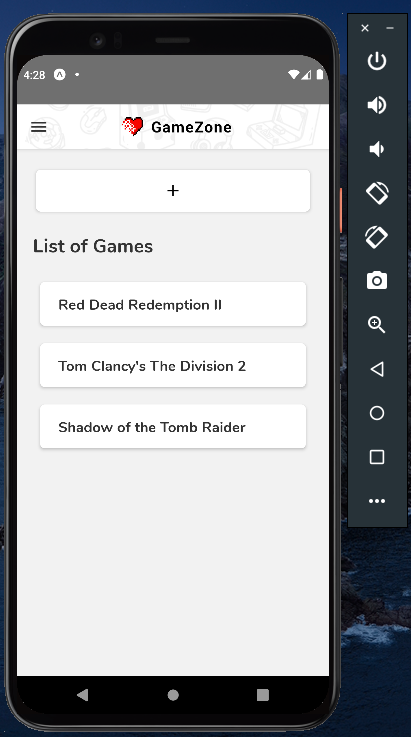 4:28
GameZone
+
List of Games
Red Dead Redemption II
Tom Clancy's The Division 2
Shadow of the Tomb Raider